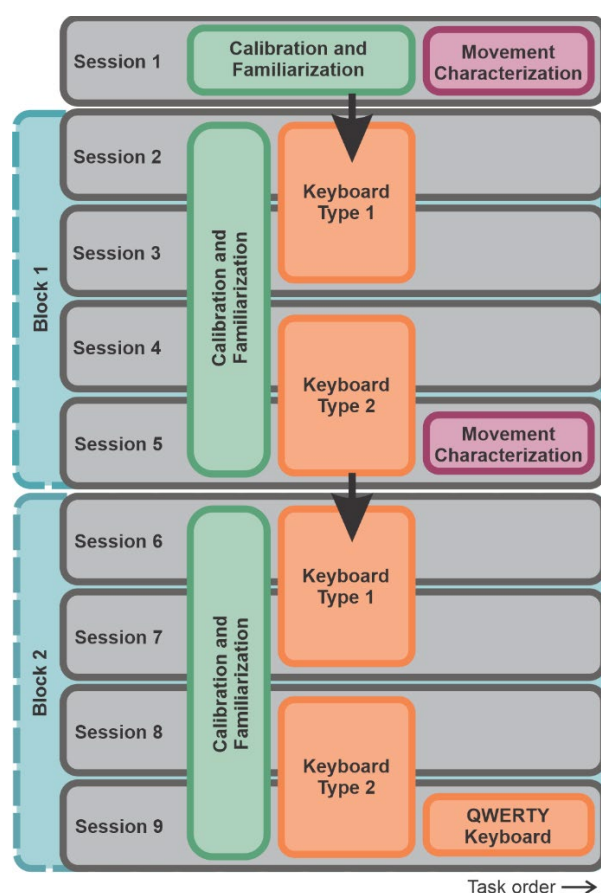 Session 1
Calibration and
Familiarization
Movement
Characterization
Block 1
Session 2
Calibration and
Familiarization
Keyboard
Type 1
Session 3
Session 4
Keyboard
Type 2
Session 5
Movement
Characterization
Block 2
Session 6
Calibration and
Familiarization
Keyboard
Type 1
Session 7
Session 8
Keyboard
Type 2
Session 9
QWERTY
Keyboard
Task order